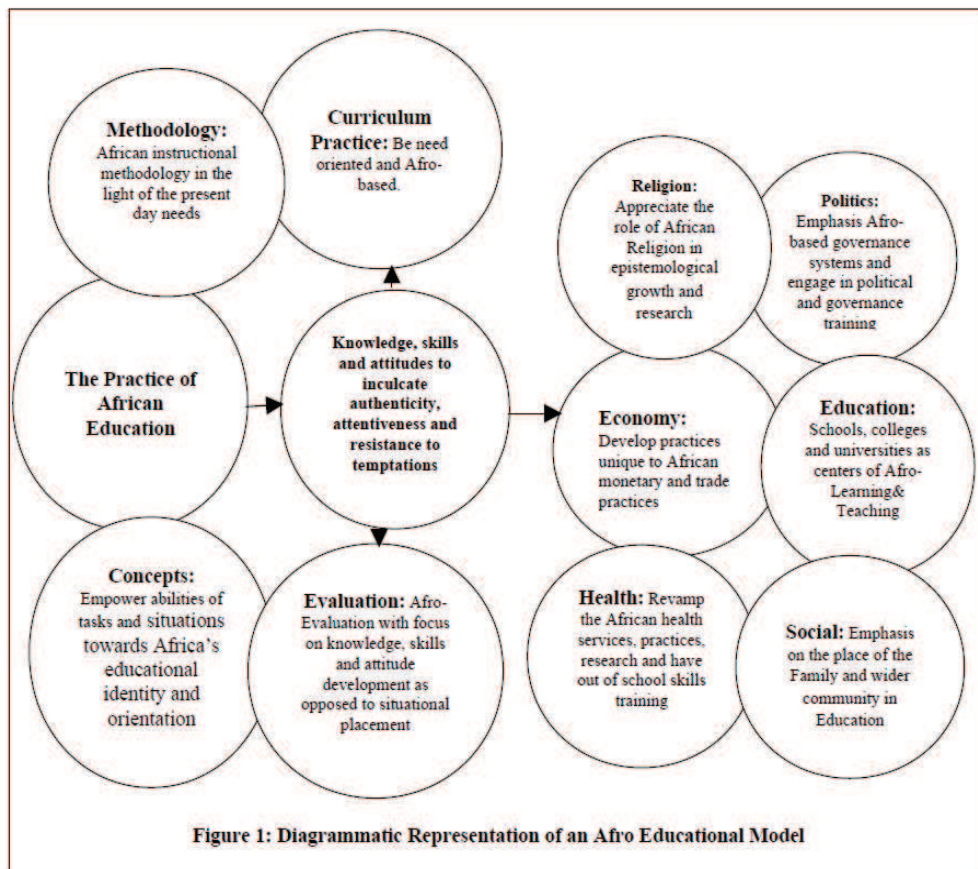 Methodology:
African instructional
methodology in the
light of the present
day needs
Curriculum
Practice: Be need
oriented and Afro-
based.
The Practice of
African
Education
Knowledge, skills
and attitudes to
inculcate
authenticity,
attentiveness and
resistance to
temptations
Concepts:
Empower abilities of
tasks and situations
towards Africa's
educational
identity and
orientation
Evaluation: Afro-
Evaluation with focus
on knowledge, skills
and attitude
development as
opposed to situational
placement
Religion:
Appreciate the
role of African
Religion in
epistemological
growth and
research
Politics:
Emphasis Afro-
based governance
systems and
engage in political
and governance
training
Economy:
Develop practices
unique to African
monetary and trade
practices
Education:
Schools, colleges
and universities as
centers of Afro-
Learning&
Teaching
Health: Revamp
the African health
services, practices,
research and have
out of school skills
training
Social: Emphasis
on the place of the
Family and wider
community in
Education
Figure 1: Diagrammatic Representation of an Afro Educational Model